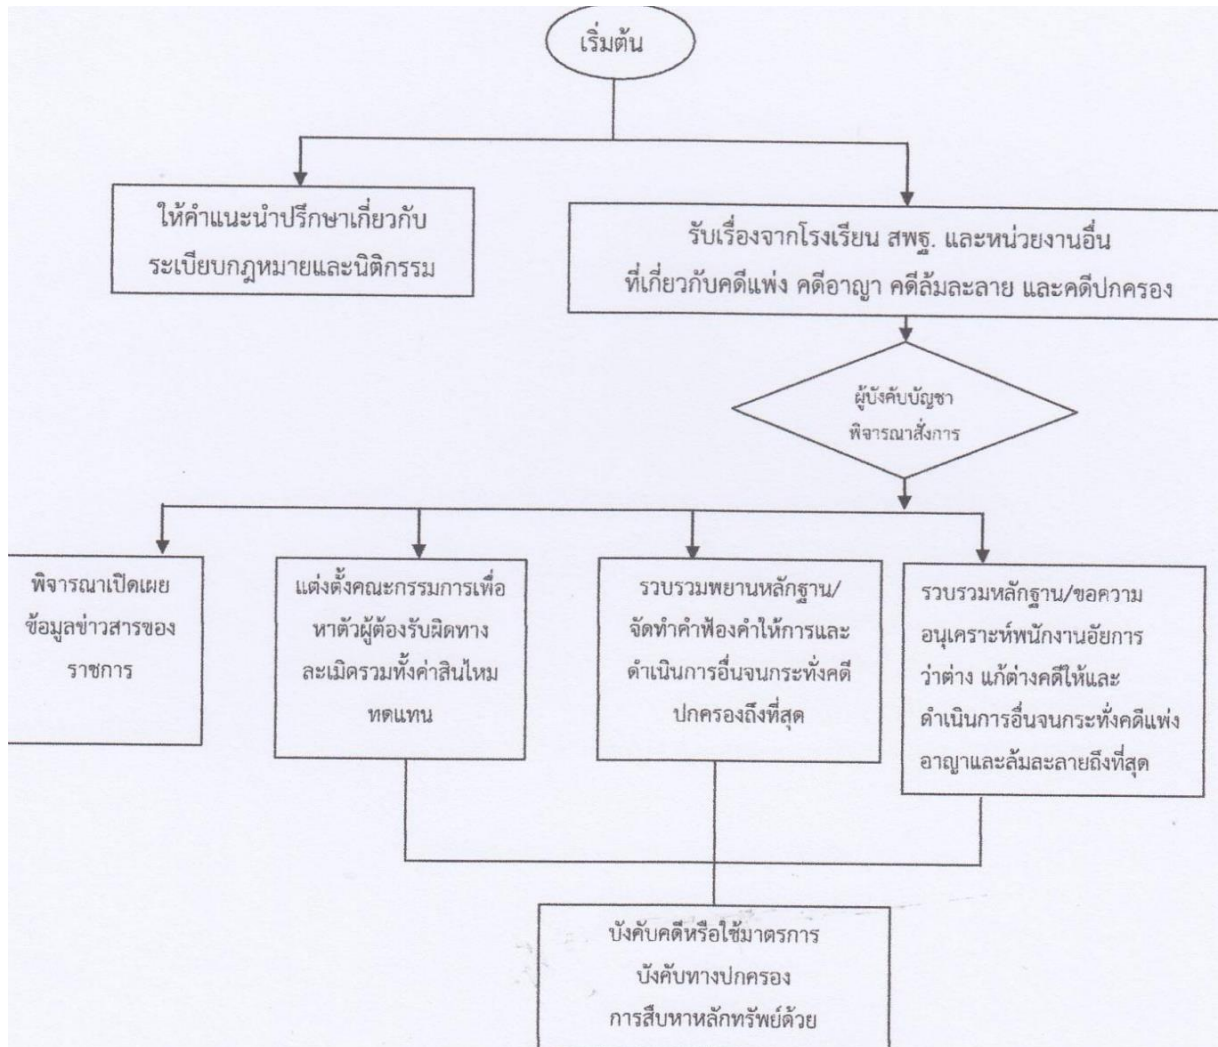 เริ่มต้น
ให้คำแนะนำปรึกษาเกี่ยวกับ
ระเบียบกฎหมายและนิติกรรม
รับเรื่องจากโรงเรียน สพฐ. และหน่วยงานอื่น
ที่เกี่ยวกับคดีแพ่ง คดีอาญา คดีล้มละลาย และคดีปกครอง
ผู้บังคับบัญชา
พิจารณาสั่งการ
พิจารณาเปิดเผย
ข้อมูลข่าวสารของ
ราชการ
แต่งตั้งคณะกรรมการเพื่อ
หาตัวผู้ต้องรับผิดทาง
ละเมิดรวมทั้งค่าสินไหม
ทดแทน
รวบรวมพยานหลักฐาน/
จัดทำคำฟ้องคำให้การและ
ดำเนินการอื่นจนกระทั่งคดี
ปกครองถึงที่สุด
รวบรวมหลักฐาน/ขอความ
อนุเคราะห์พนักงานอัยการ
ว่าต่าง แก้ต่างคดีให้และ
ดำเนินการอื่นจนกระทั่งคดีแพ่ง
อาญาและล้มละลายถึงที่สุด
บังคับคดีหรือใช้มาตรการ
บังคับทางปกครอง
การสืบหาหลักทรัพย์ด้วย